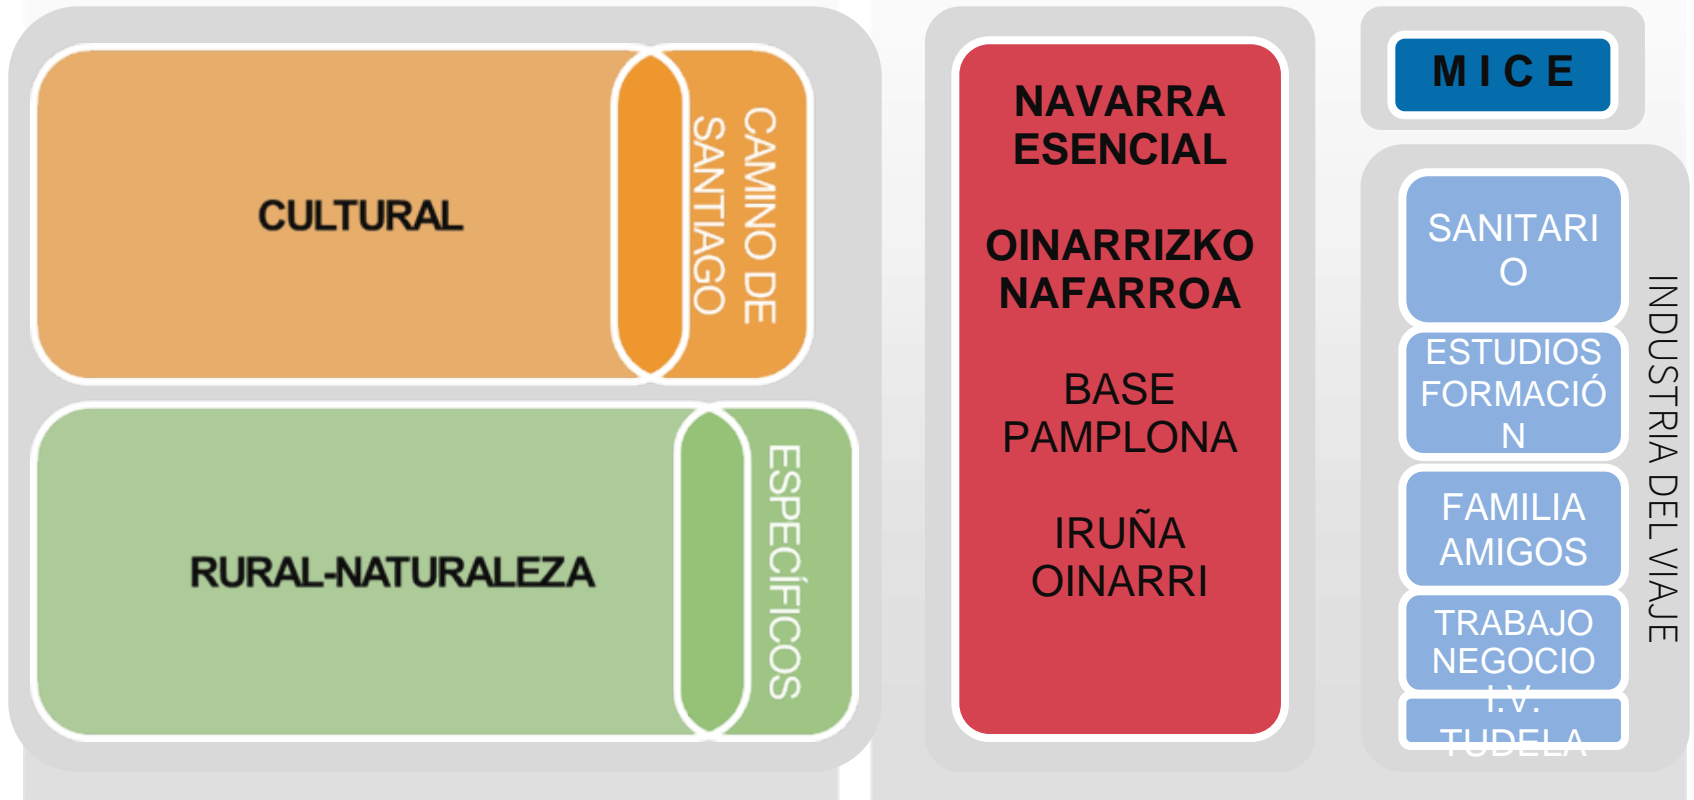 CULTURAL
CAMINO DE
SANTIAGO
RURAL-NATURALEZA
ESPECÍFICOS
NAVARRA
ESENCIAL
OINARRIZKO
NAFARROA
BASE
PAMPLONA
IRUÑA
OINARRI
MICE
SANITARI
O
ESTUDIOS
FORMACIÓ
N
FAMILIA
AMIGOS
TRABAJO
NEGOCIO
I.V.
TUDELA
INDUSTRIA DEL VIAJE